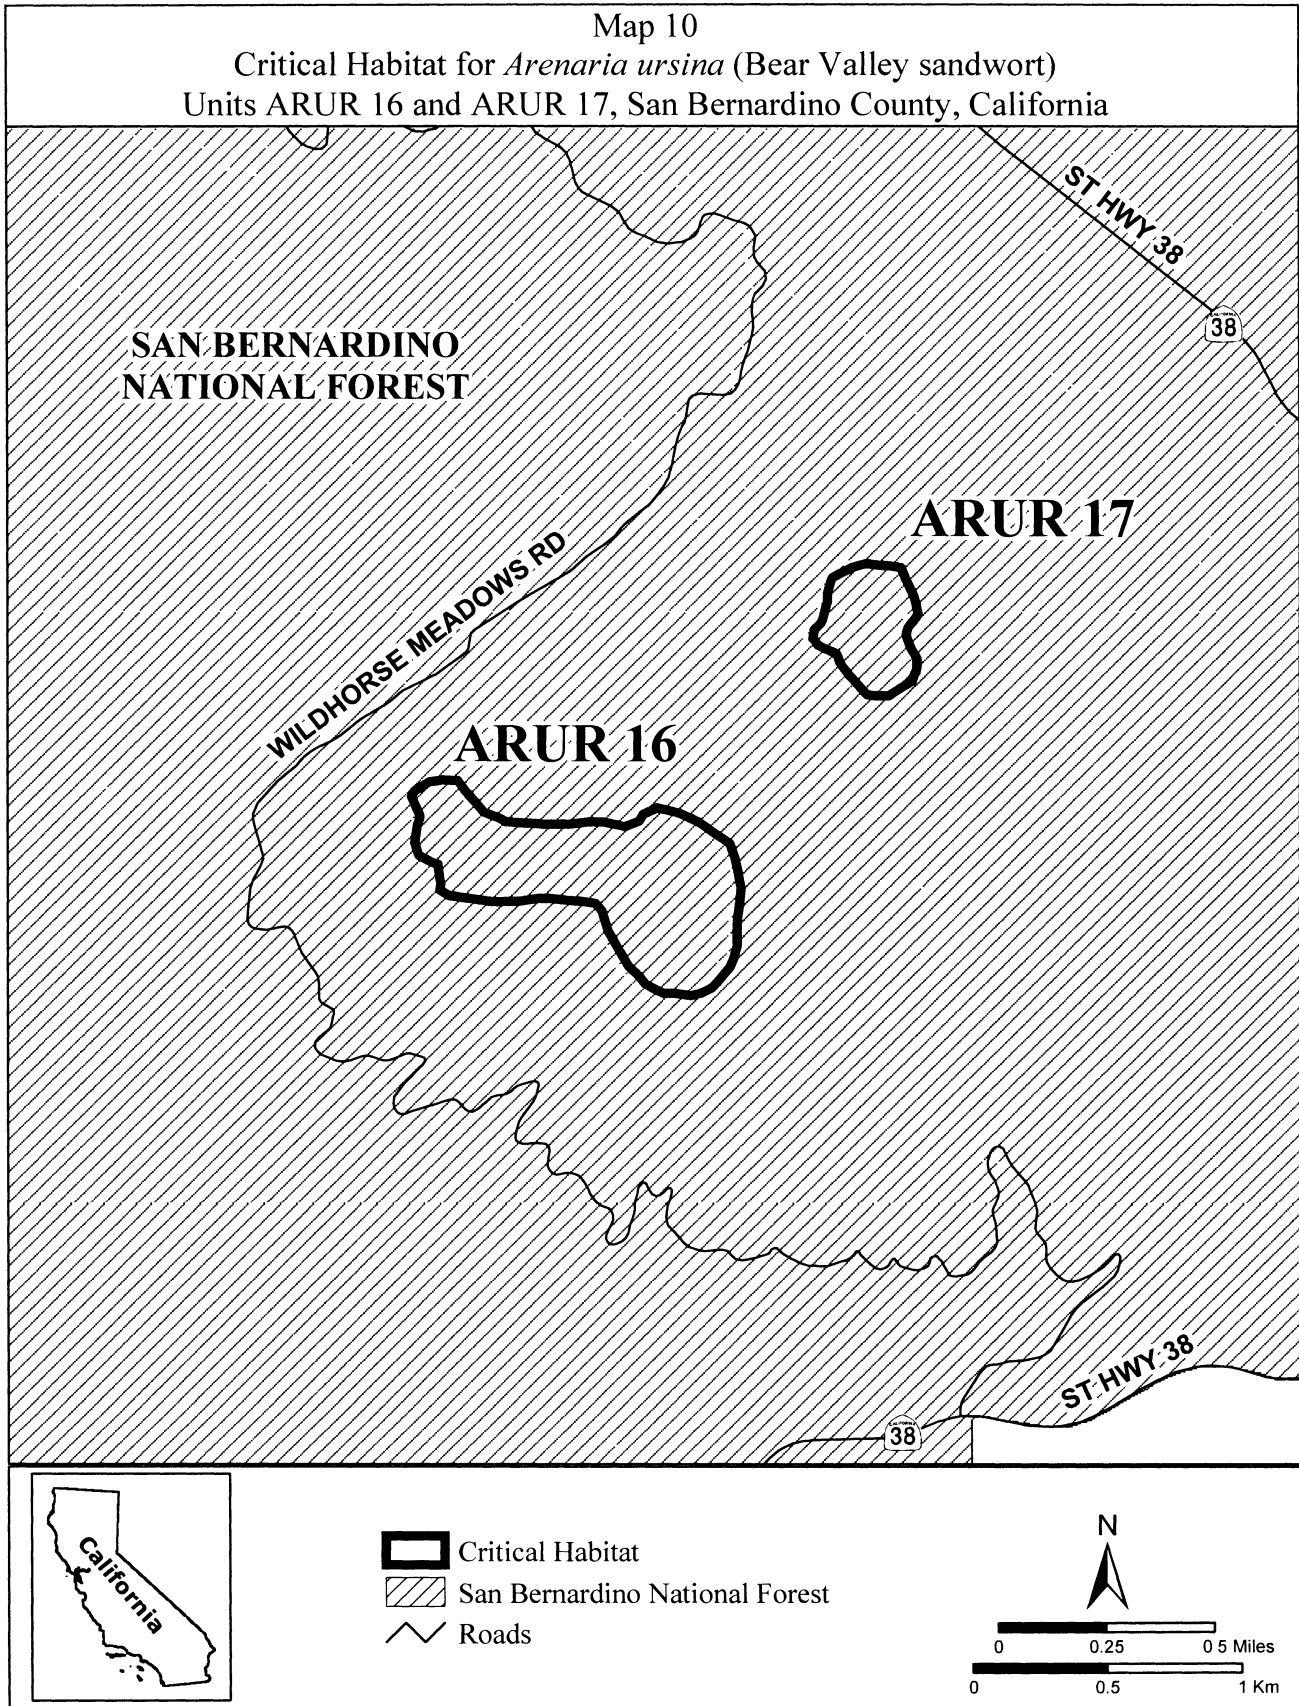 Map 10
Critical Habitat for Arenaria ursina (Bear Valley sandwort)
Units ARUR 16 and ARUR 17, San Bernardino County, California
ST HWY 38
CALIFORNIA
38
SAN BERNARDINO
NATIONAL FOREST
ARUR 17
WILDHORSE MEADOWS RD
ARUR 16
ST HWY 38
CALIFORNIA
38
California
Critical Habitat
San Bernardino National Forest
Roads
N
0 0.25 0 5 Miles
0 0.5 1 Km